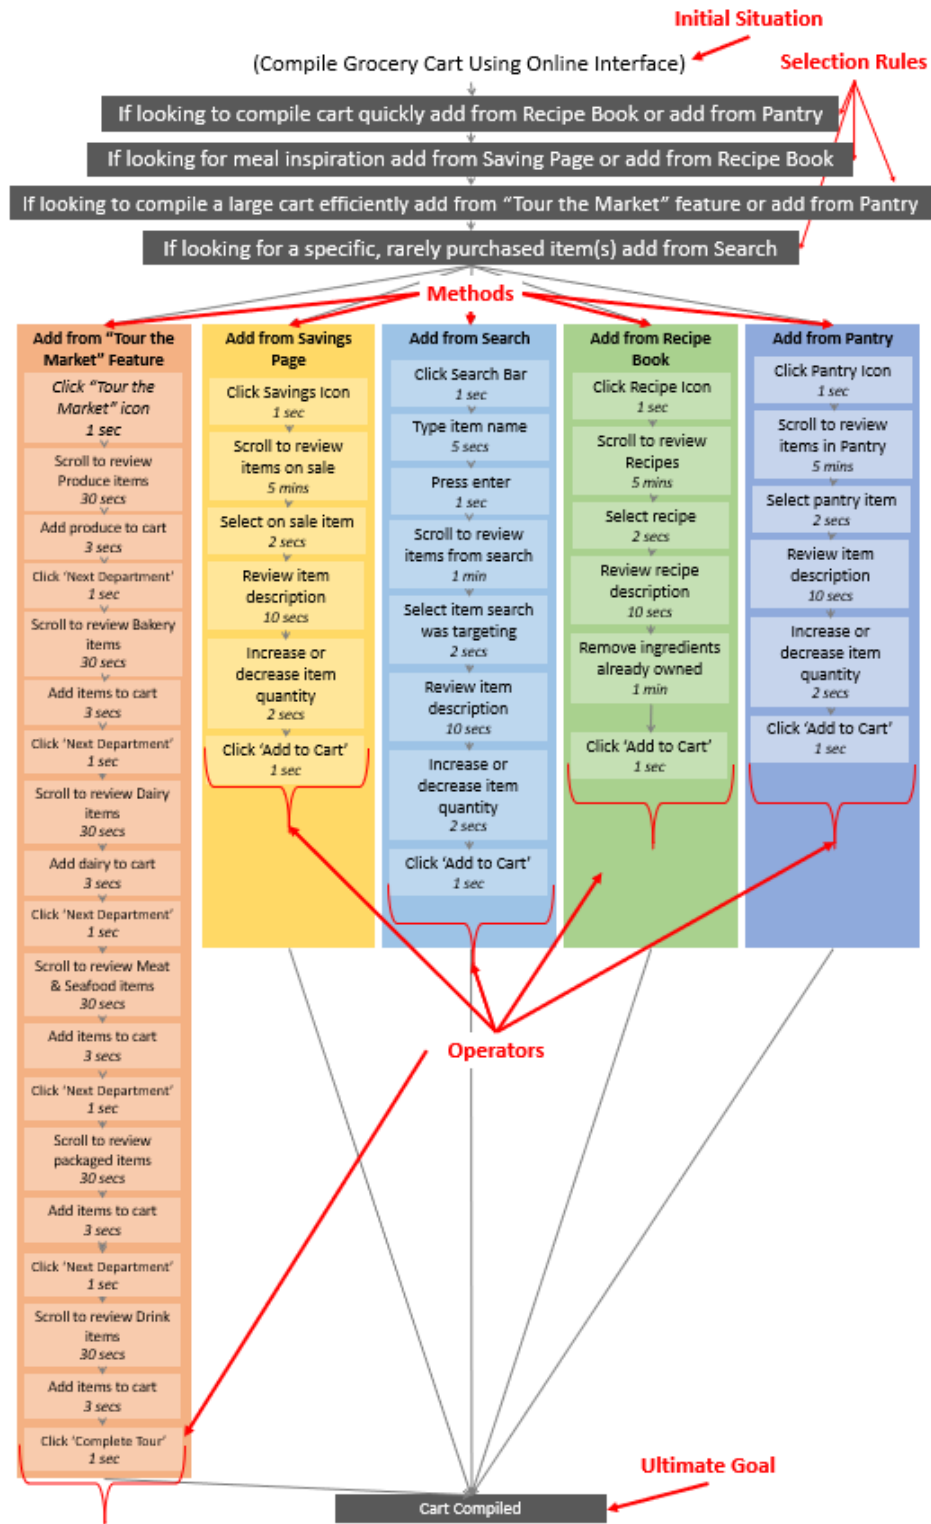 Initial Situation
(Compile Grocery Cart Using Online Interface)
Selection Rules
If looking to compile cart quickly add from Recipe Book or add from Pantry
If looking for meal inspiration add from Saving Page or add from Recipe Book
If looking to compile a large cart efficiently add from “Tour the Market” feature or add from Pantry
If looking for a specific, rarely purchased item(s) add from Search
Methods
Add from “Tour the
Market” Feature
Click “Tour the
Market” icon
1 sec
Scroll to review
Produce items
30 secs
Add produce to cart
3 secs
Click ‘Next Department’
1 sec
Scroll to review Bakery
items
30 secs
Add items to cart
3 secs
Click ‘Next Department’
1 sec
Scroll to review Dairy
items
30 secs
Add dairy to cart
3 secs
Click ‘Next Department’
1 sec
Scroll to review Meat
& Seafood items
30 secs
Add items to cart
3 secs
Click ‘Next Department’
1 sec
Scroll to review
packaged items
30 secs
Add items to cart
3 secs
Click ‘Next Department’
1 sec
Scroll to review Drink
items
30 secs
Add items to cart
3 secs
Click ‘Complete Tour’
1 sec
Add from Savings
Page
Click Savings Icon
1 sec
Scroll to review
items on sale
5 mins
Select on sale item
2 secs
Review item
description
10 secs
Increase or
decrease item
quantity
2 secs
Click ‘Add to Cart’
1 sec
Add from Search
Click Search Bar
1 sec
Type item name
5 secs
Press enter
1 sec
Scroll to review
items from search
1 min
Select item search
was targeting
2 secs
Review item
description
10 secs
Increase or
decrease item
quantity
2 secs
Click ‘Add to Cart’
1 sec
Add from Recipe
Book
Click Recipe Icon
1 sec
Scroll to review
Recipes
5 mins
Select recipe
2 secs
Review recipe
description
10 secs
Remove ingredients
already owned
1 min
Click ‘Add to Cart’
1 sec
Add from Pantry
Click Pantry Icon
1 sec
Scroll to review
items in Pantry
5 mins
Select pantry item
2 secs
Review item
description
10 secs
Increase or
decrease item
quantity
2 secs
Click ‘Add to Cart’
1 sec
Operators
Ultimate Goal
Cart Compiled